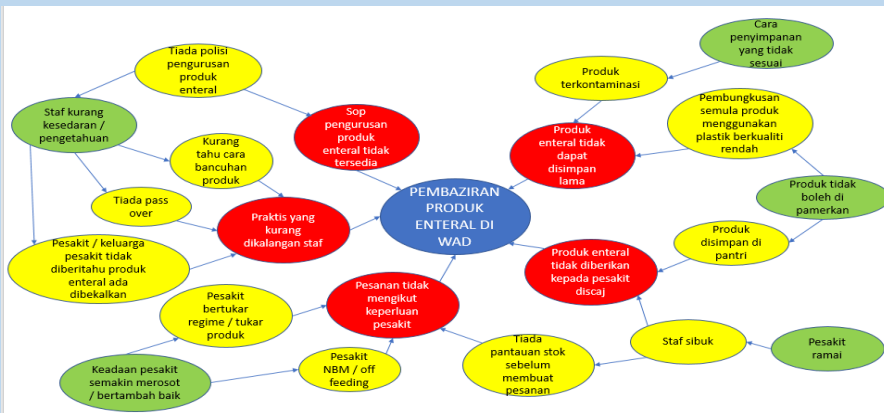 Cara
penyimpanan
yang tidak
sesuai
Tiada polisi
pengurusan
produk
enteral
Produk
terkontaminasi
Staf kurang
kesedaran /
pengetahuan
Sop
pengurusan
produk
enteral tidak
tersedia
Pembungkusan
semula produk
menggunakan
plastik berkualiti
rendah
Kurang
tahu cara
bancuhan
produk
Produk
enteral tidak
dapat
disimpan
lama
PEMBAZIRAN
PRODUK
ENTERAL DI
WAD
Produk tidak
boleh di
pamerkan
Tiada pass
over
Praktis yang
kurang
dikalangan staf
Produk
disimpan di
pantri
Pesakit / keluarga
pesakit tidak
diberitahu produk
enteral ada
dibekalkan
Produk enteral
tidak diberikan
kepada pesakit
discaj
Pesakit
bertukar
regime / tukar
produk
Pesanan tidak
mengikut
keperluan
pesakit
Tiada
pantauan stok
sebelum
membuat
pesanan
Staf sibuk
Pesakit
ramai
Keadaan pesakit
semakin merosot
/ bertambah baik
Pesakit
NBM / off
feeding